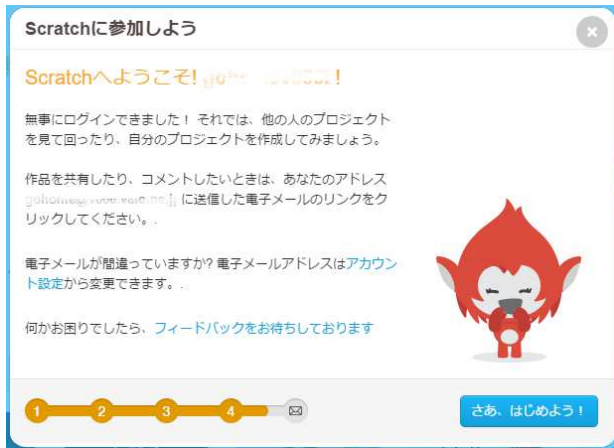 Scratchに参加しよう
×
Scratchへようこそ! !
無事にログインできました！ それでは、他の人のプロジェクト
を見て回ったり、自分のプロジェクトを作成してみましょう。
作品を共有したり、コメントしたいときは、あなたのアドレス
に送信した電子メールのリンクをク
リックしてください。.
電子メールが間違っていますか? 電子メールアドレスはアカウン
ト設定から変更できます。.
何かお困りでしたら、フィードバックをお待ちしております
1 2 3 4
さあ、はじめよう！